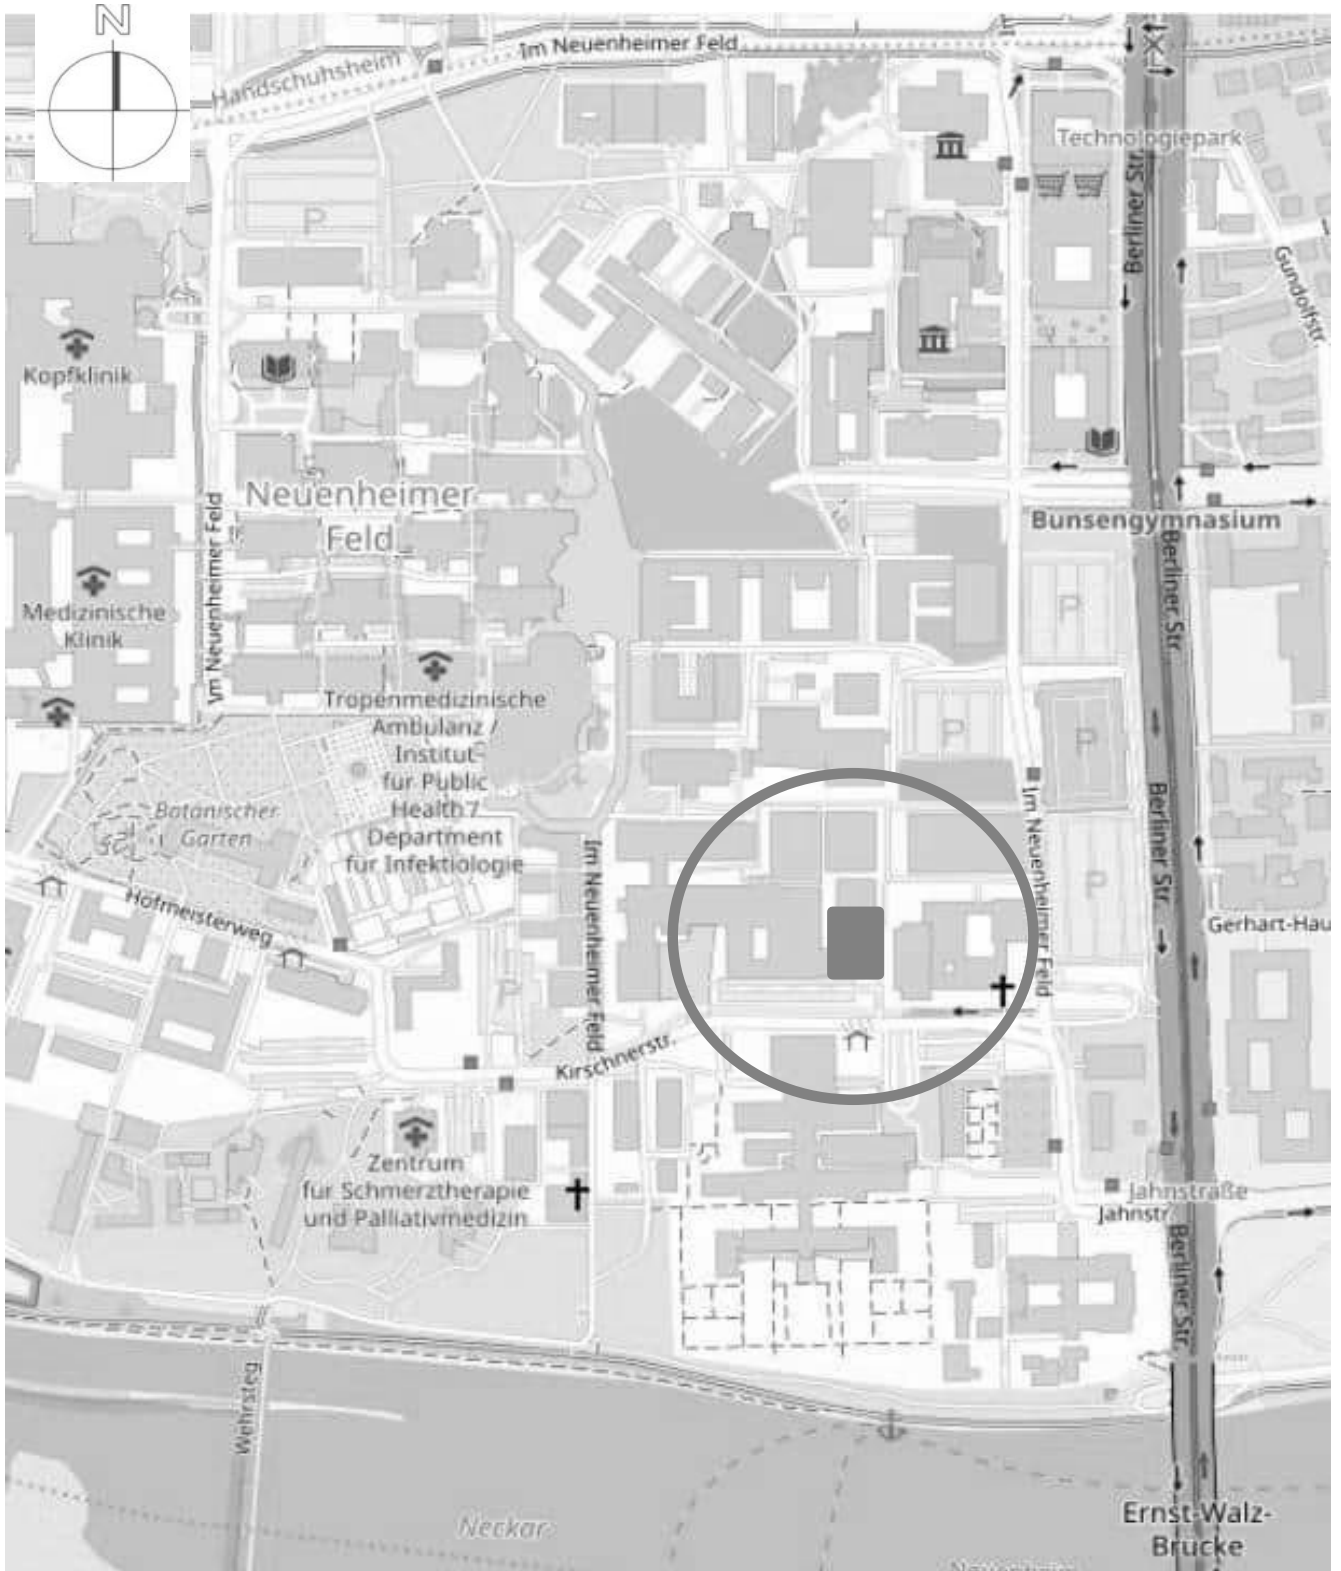 N
Im Neuenheimer Feld
Handschuhsheim
Technologiepark
Berliner Str.
P
Gundolfstr.
Kopfklinik
Neuenheimer
Feld
Im Neuenheimer Feld
Bunsengymnasium
Berliner Str.
P
Medizinische
Klinik
Tropenmedizinische
Ambulanz /
Institut
für Public
Health /
Department
für Infektiologie
P
P
Botanischer
Garten
Im Neuenheimer Feld
Berliner Str.
Im Neuenheimer Feld
P
Hofmeisterweg
Gerhart-Hau
P
Kirschnerstr.
Zentrum
für Schmerztherapie
und Palliativmedizin
Jahnstraße
Jahnstr.
Berliner Str.
Wehrsteg
Neckar
Ernst-Walz-
Brücke